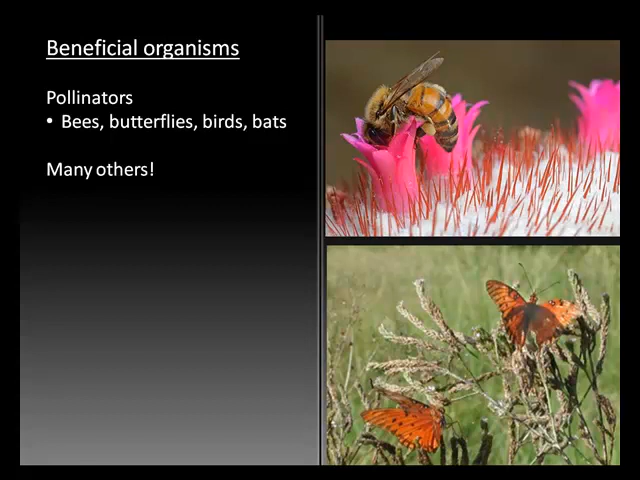 Beneficial organisms
Pollinators
• Bees, butterflies, birds, bats
Many others!